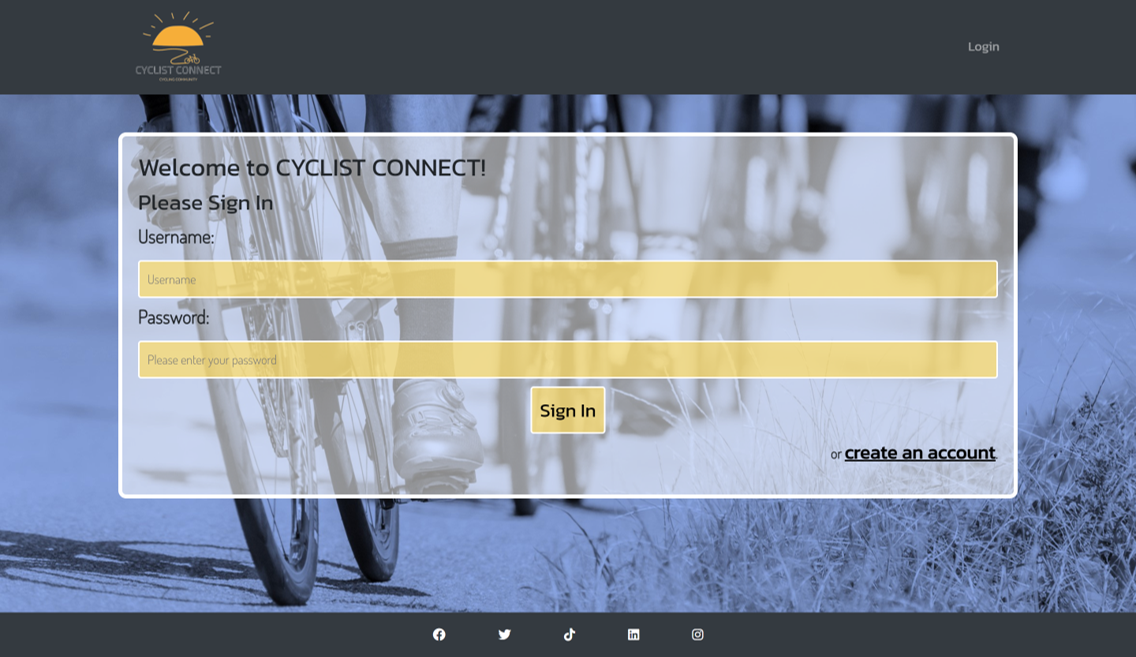 CYCLIST CONNECT
CYCLING COMMUNITY
Login
Welcome to CYCLIST CONNECT!
Please Sign In
Username:
Username
Password:
Please enter your password
Sign In
or create an account.